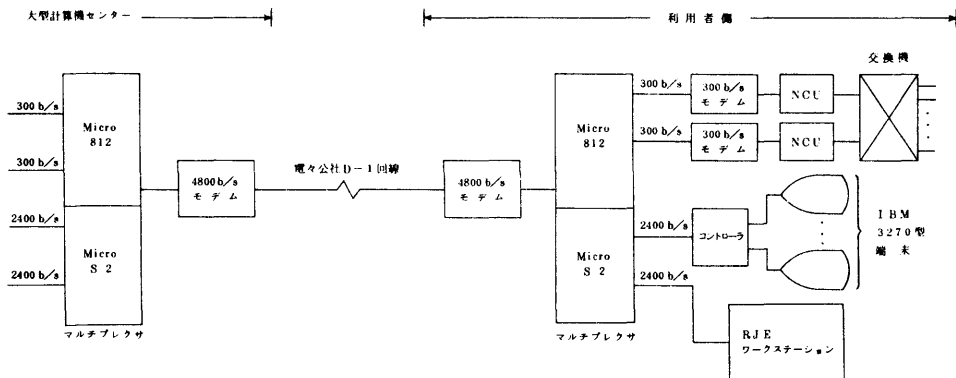 大型計算機センター
利用者側
交換機
300 b/s
300 b/s
2400 b/s
2400 b/s
Micro
812
Micro
S 2
マルチプレクサ
4800 b/s
モデム
電々公社D－1回線
4800 b/s
モデム
Micro
812
Micro
S 2
マルチプレクサ
300 b/s
300 b/s
モデム
NCU
300 b/s
300 b/s
モデム
NCU
2400 b/s
コントローラ
IBM
3270型
端末
2400 b/s
RJE
ワークステーション